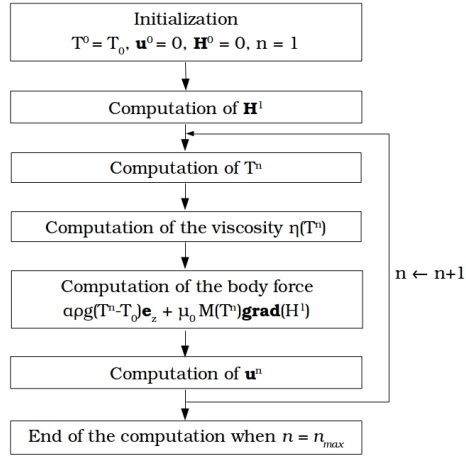 Initialization
T⁰ = T₀, u⁰ = 0, H⁰ = 0, n = 1
Computation of H¹
Computation of Tⁿ
Computation of the viscosity η(Tⁿ)
Computation of the body force
αρg(Tⁿ-T₀)e_z + μ₀ M(Tⁿ)grad(H¹)
n ← n+1
Computation of uⁿ
End of the computation when n = n_max